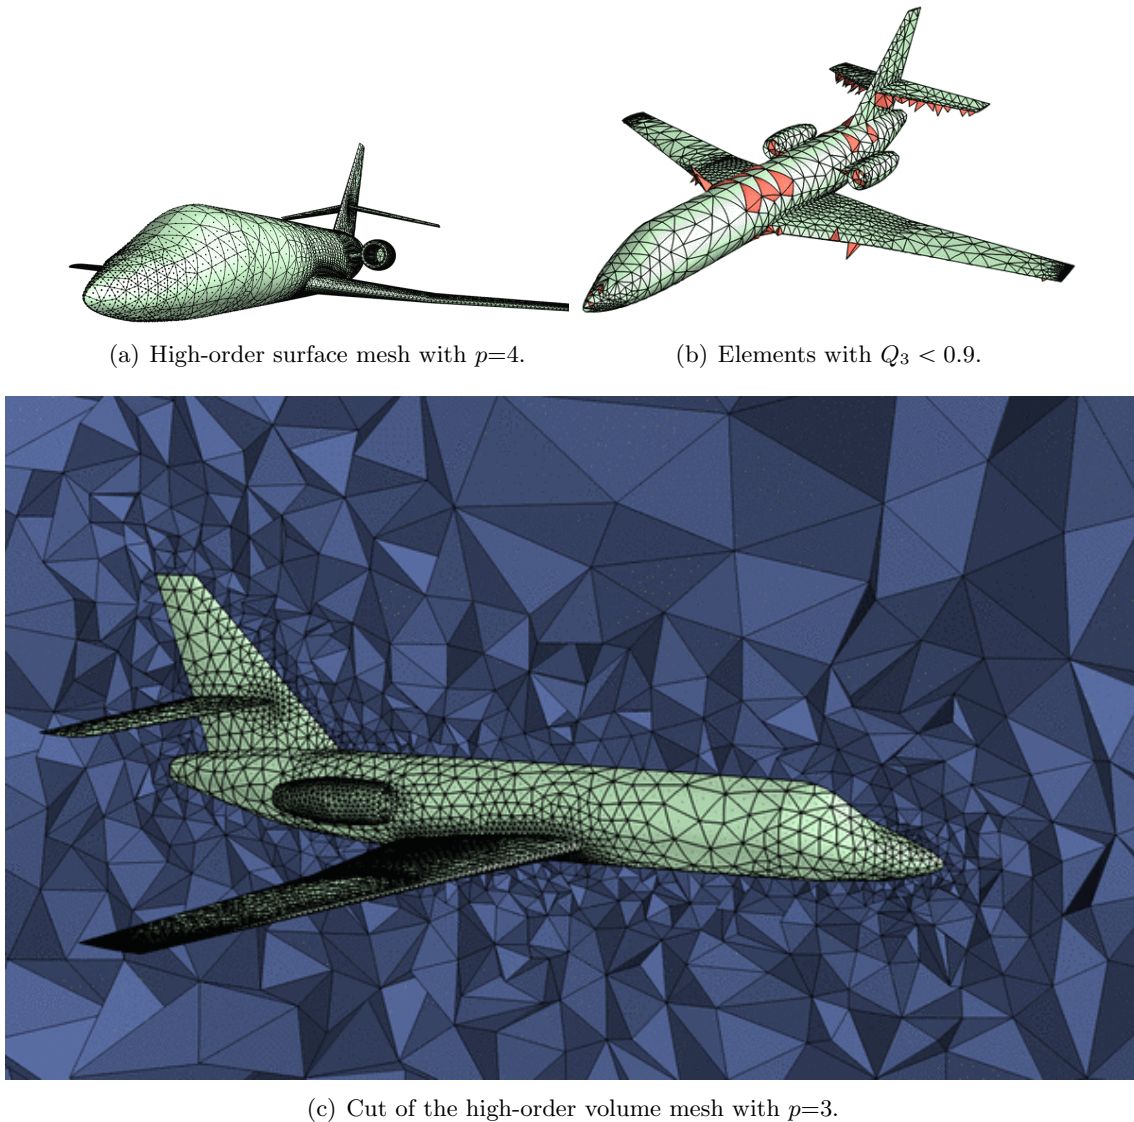 (a) High-order surface mesh with p=4.
(b) Elements with Q₃ < 0.9.
(c) Cut of the high-order volume mesh with p=3.